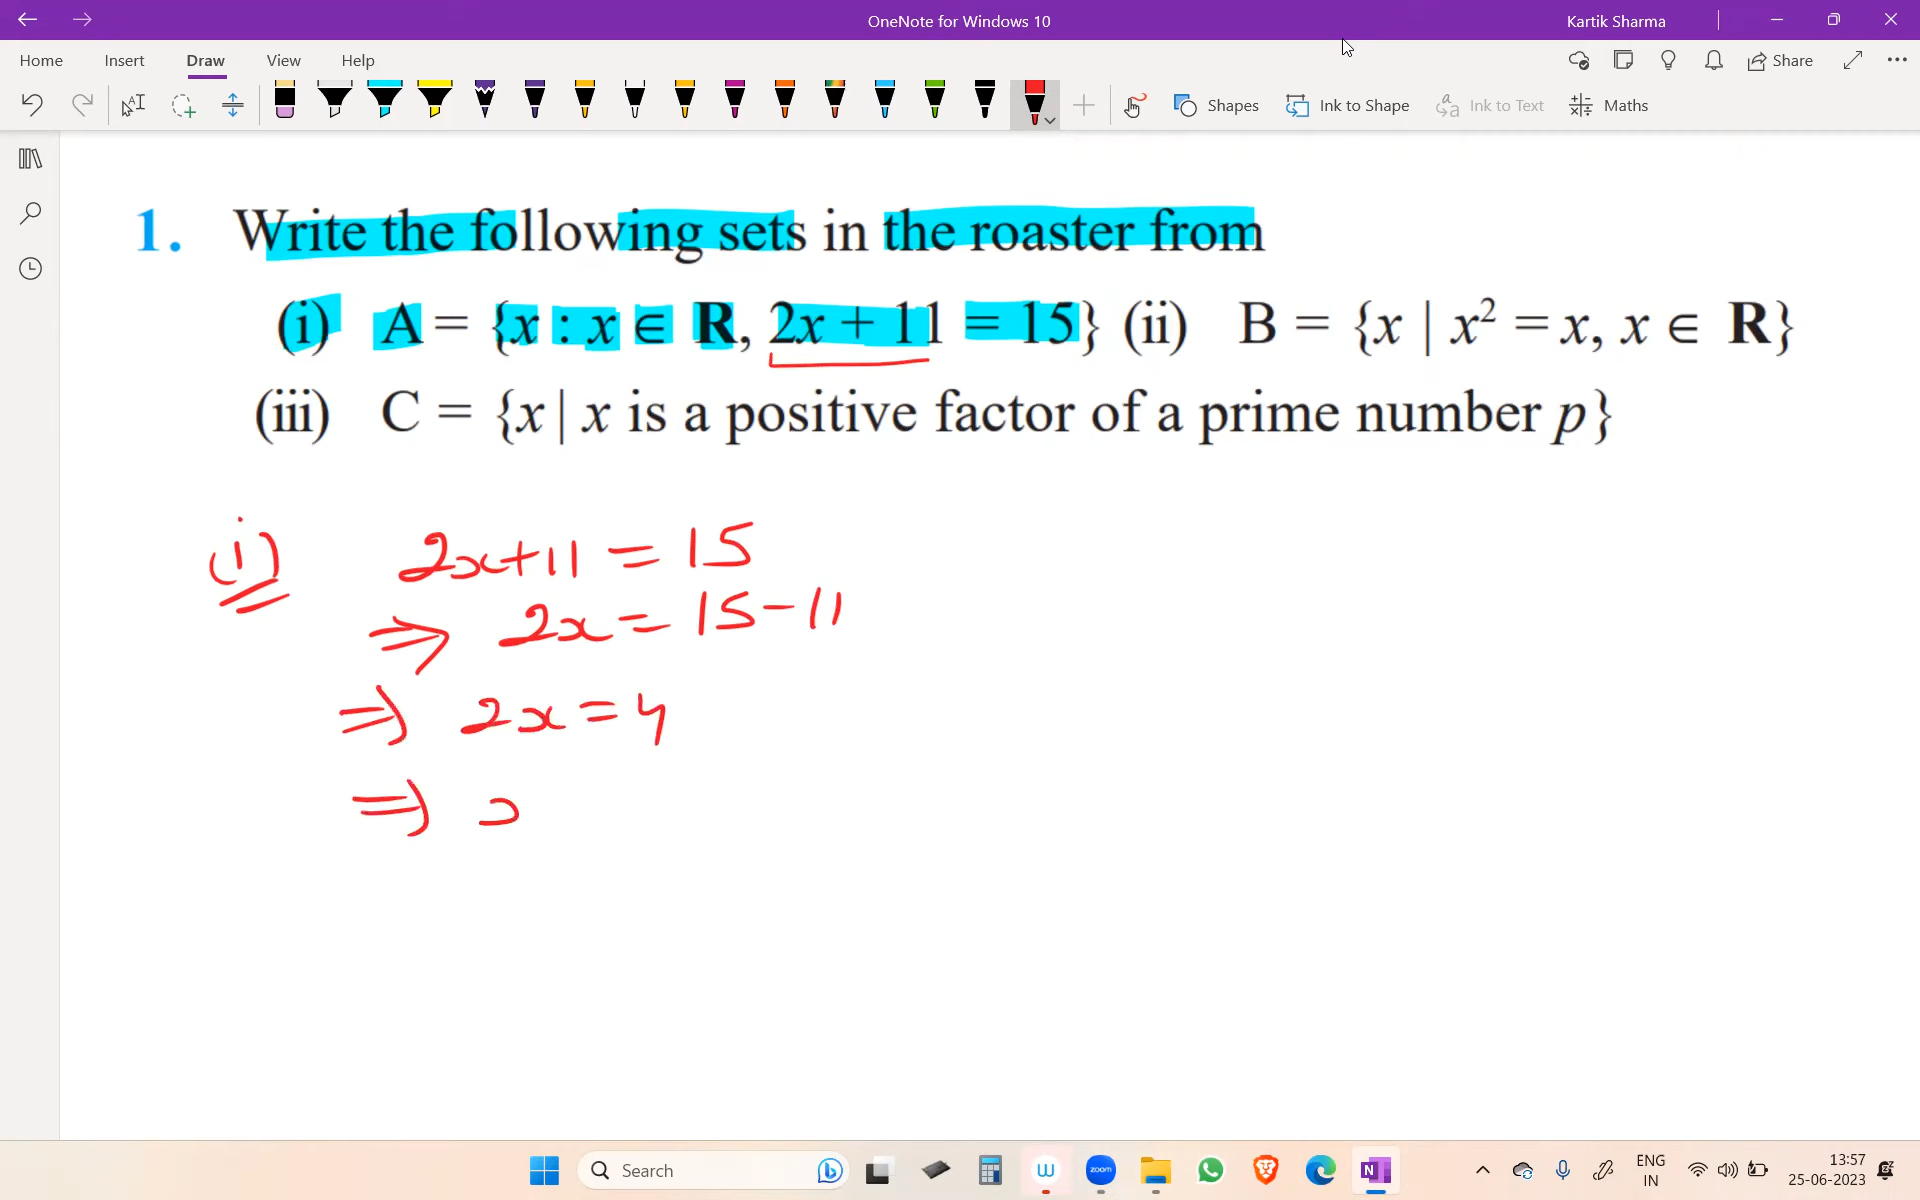 OneNote for Windows 10
Kartik Sharma
Home Insert Draw View Help
Share
Shapes Ink to Shape Ink to Text Maths
1. Write the following sets in the roaster from
(i) A = {x : x ∈ R, 2x + 11 = 15} (ii) B = {x | x² = x, x ∈ R}
(iii) C = {x | x is a positive factor of a prime number p}
(i) 2x+11 = 15
⇒ 2x = 15-11
⇒ 2x = 4
⇒
Search
zoom
ENG
IN
13:57
25-06-2023